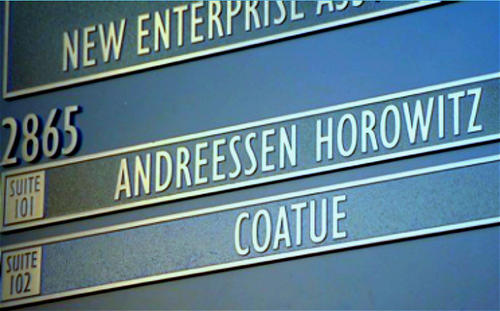 NEW ENTERPRISE
2865
SUITE 101 ANDREESSEN HOROWITZ
SUITE 102 COATUE